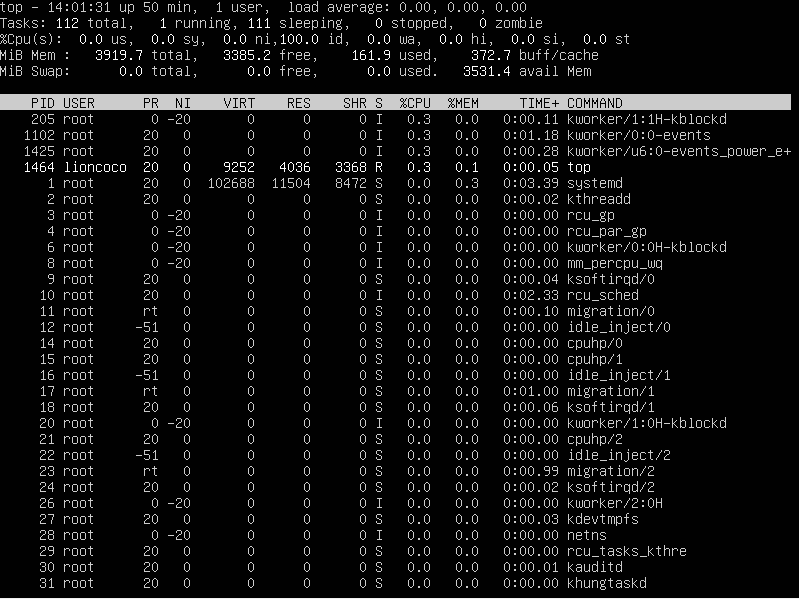 top - 14:01:31 up 50 min,  1 user,  load average: 0.00, 0.00, 0.00
Tasks: 112 total,   1 running, 111 sleeping,   0 stopped,   0 zombie
%Cpu(s):  0.0 us,  0.0 sy,  0.0 ni,100.0 id,  0.0 wa,  0.0 hi,  0.0 si,  0.0 st
MiB Mem :   3919.7 total,   3385.2 free,    161.9 used,    372.7 buff/cache
MiB Swap:      0.0 total,      0.0 free,      0.0 used.   3531.4 avail Mem

    PID USER      PR  NI    VIRT    RES    SHR S  %CPU  %MEM     TIME+ COMMAND
    205 root       0 -20       0      0      0 I   0.3   0.0   0:00.11 kworker/1:1H-kblockd
   1102 root      20   0       0      0      0 I   0.3   0.0   0:01.18 kworker/0:0-events
   1425 root      20   0       0      0      0 I   0.3   0.0   0:00.28 kworker/u6:0-events_power_e+
   1464 lioncoco  20   0    9252   4036   3368 R   0.3   0.1   0:00.05 top
      1 root      20   0  102688  11504   8472 S   0.0   0.3   0:03.39 systemd
      2 root      20   0       0      0      0 S   0.0   0.0   0:00.02 kthreadd
      3 root       0 -20       0      0      0 I   0.0   0.0   0:00.00 rcu_gp
      4 root       0 -20       0      0      0 I   0.0   0.0   0:00.00 rcu_par_gp
      6 root       0 -20       0      0      0 I   0.0   0.0   0:00.00 kworker/0:0H-kblockd
      8 root       0 -20       0      0      0 I   0.0   0.0   0:00.00 mm_percpu_wq
      9 root      20   0       0      0      0 S   0.0   0.0   0:00.04 ksoftirqd/0
     10 root      20   0       0      0      0 I   0.0   0.0   0:02.33 rcu_sched
     11 root      rt   0       0      0      0 S   0.0   0.0   0:00.10 migration/0
     12 root     -51   0       0      0      0 S   0.0   0.0   0:00.00 idle_inject/0
     14 root      20   0       0      0      0 S   0.0   0.0   0:00.00 cpuhp/0
     15 root      20   0       0      0      0 S   0.0   0.0   0:00.00 cpuhp/1
     16 root     -51   0       0      0      0 S   0.0   0.0   0:00.00 idle_inject/1
     17 root      rt   0       0      0      0 S   0.0   0.0   0:01.00 migration/1
     18 root      20   0       0      0      0 S   0.0   0.0   0:00.06 ksoftirqd/1
     20 root       0 -20       0      0      0 I   0.0   0.0   0:00.00 kworker/1:0H-kblockd
     21 root      20   0       0      0      0 S   0.0   0.0   0:00.00 cpuhp/2
     22 root     -51   0       0      0      0 S   0.0   0.0   0:00.00 idle_inject/2
     23 root      rt   0       0      0      0 S   0.0   0.0   0:00.99 migration/2
     24 root      20   0       0      0      0 S   0.0   0.0   0:00.02 ksoftirqd/2
     26 root       0 -20       0      0      0 I   0.0   0.0   0:00.00 kworker/2:0H
     27 root      20   0       0      0      0 S   0.0   0.0   0:00.03 kdevtmpfs
     28 root       0 -20       0      0      0 I   0.0   0.0   0:00.00 netns
     29 root      20   0       0      0      0 S   0.0   0.0   0:00.00 rcu_tasks_kthre
     30 root      20   0       0      0      0 S   0.0   0.0   0:00.01 kauditd
     31 root      20   0       0      0      0 S   0.0   0.0   0:00.00 khungtaskd